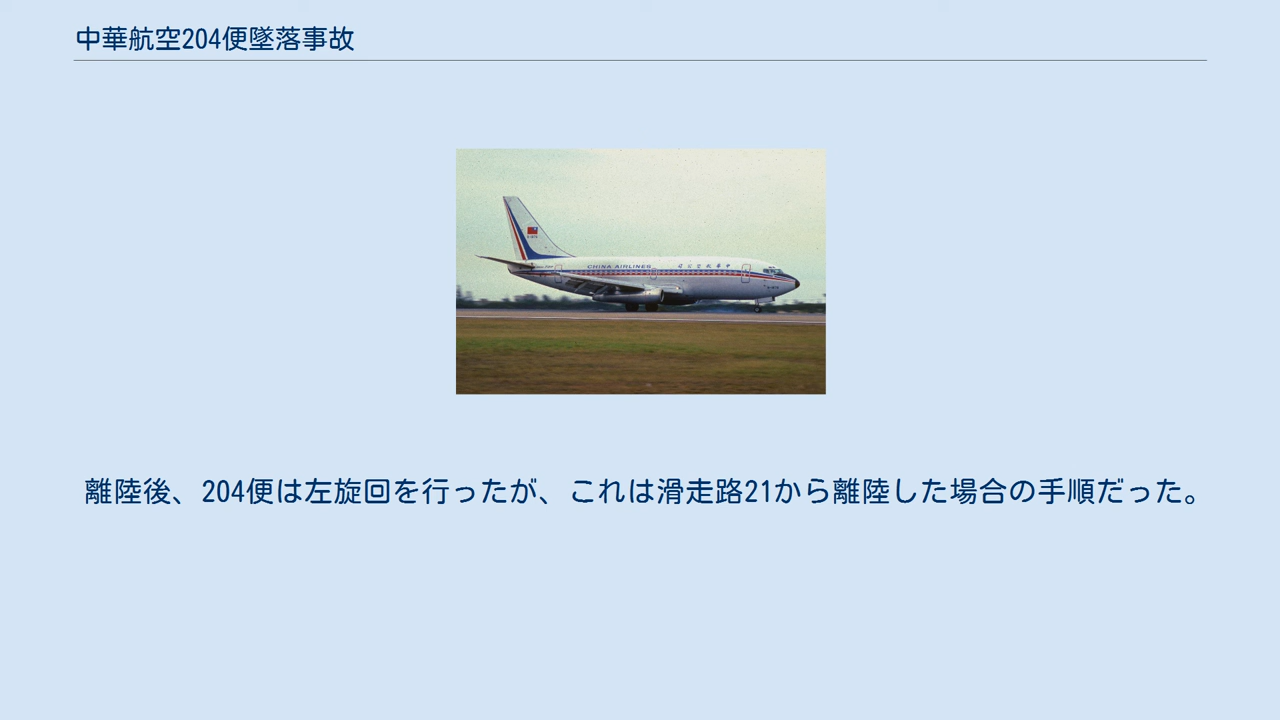 中華航空204便墜落事故
CHINA AIRLINES
離陸後、204便は左旋回を行ったが、これは滑走路21から離陸した場合の手順だった。